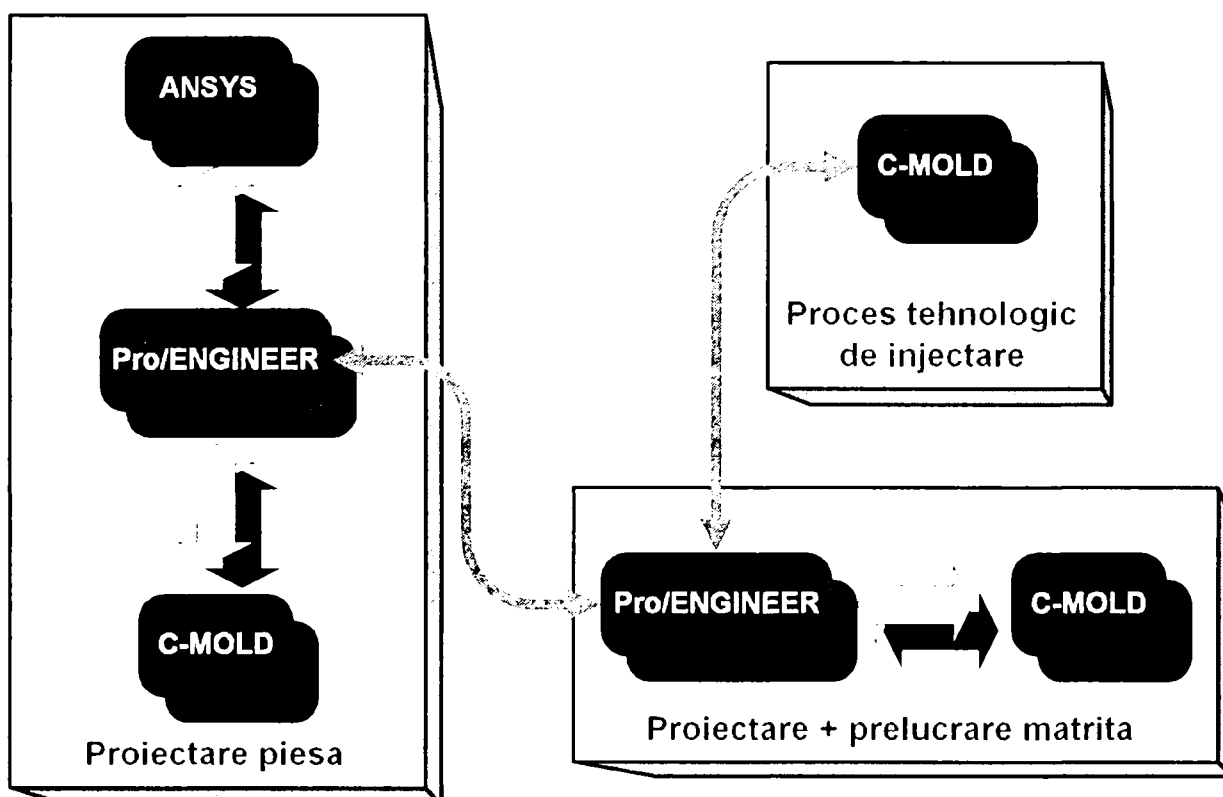 ANSYS
Pro/ENGINEER
C-MOLD
Proiectare piesa
C-MOLD
Proces tehnologic
de injectare
Pro/ENGINEER
C-MOLD
Proiectare + prelucrare matrita